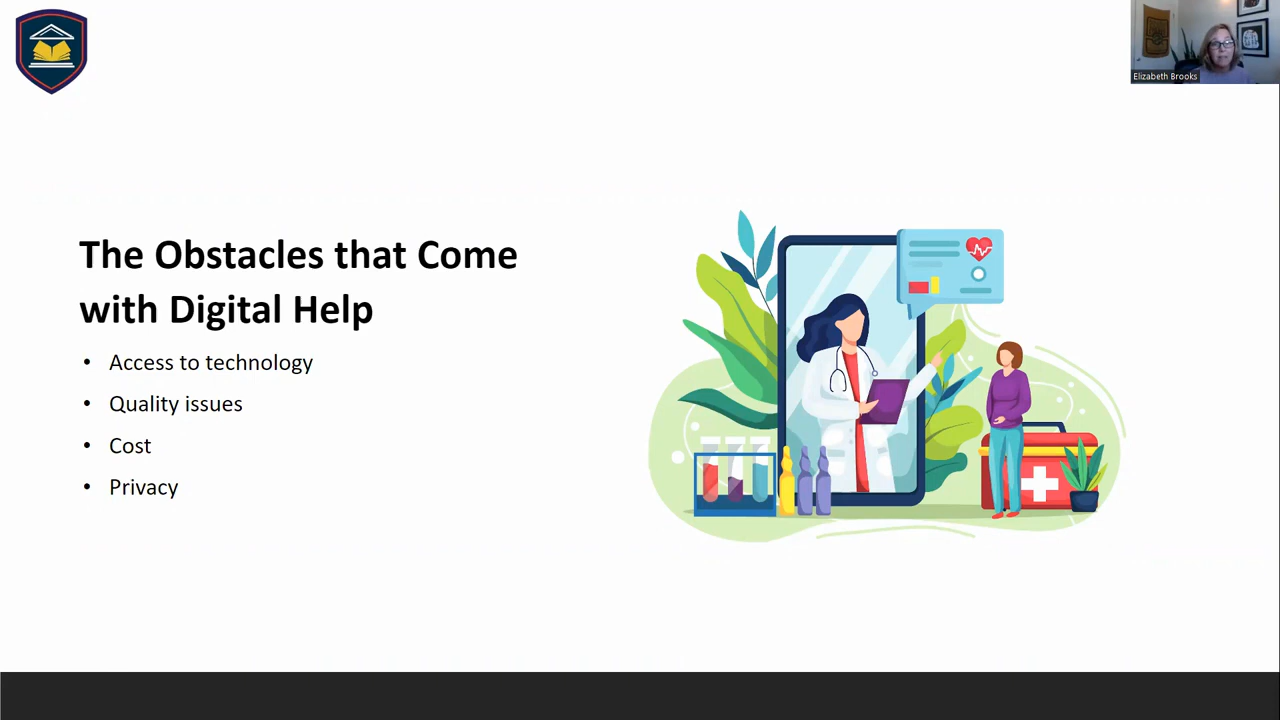 Elizabeth Brooks
The Obstacles that Come
with Digital Help
• Access to technology
• Quality issues
• Cost
• Privacy